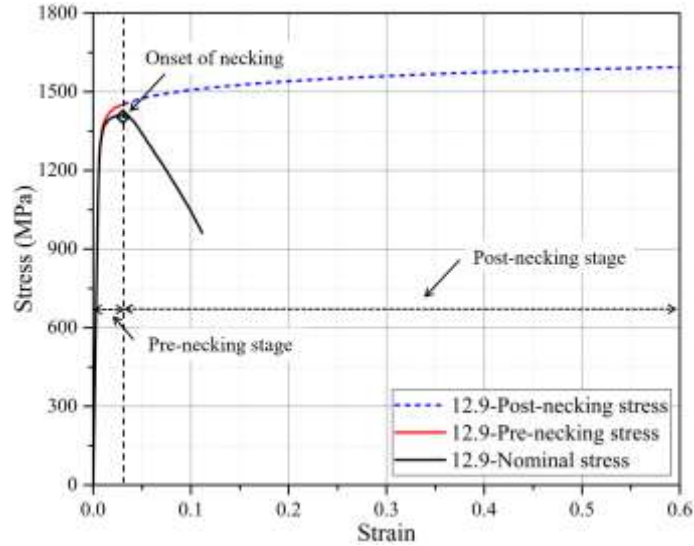 1800
1500
1200
900
600
300
0
Stress (MPa)
Onset of necking
Post-necking stage
Pre-necking stage
12.9-Post-necking stress
12.9-Pre-necking stress
12.9-Nominal stress
0.0 0.1 0.2 0.3 0.4 0.5 0.6
Strain